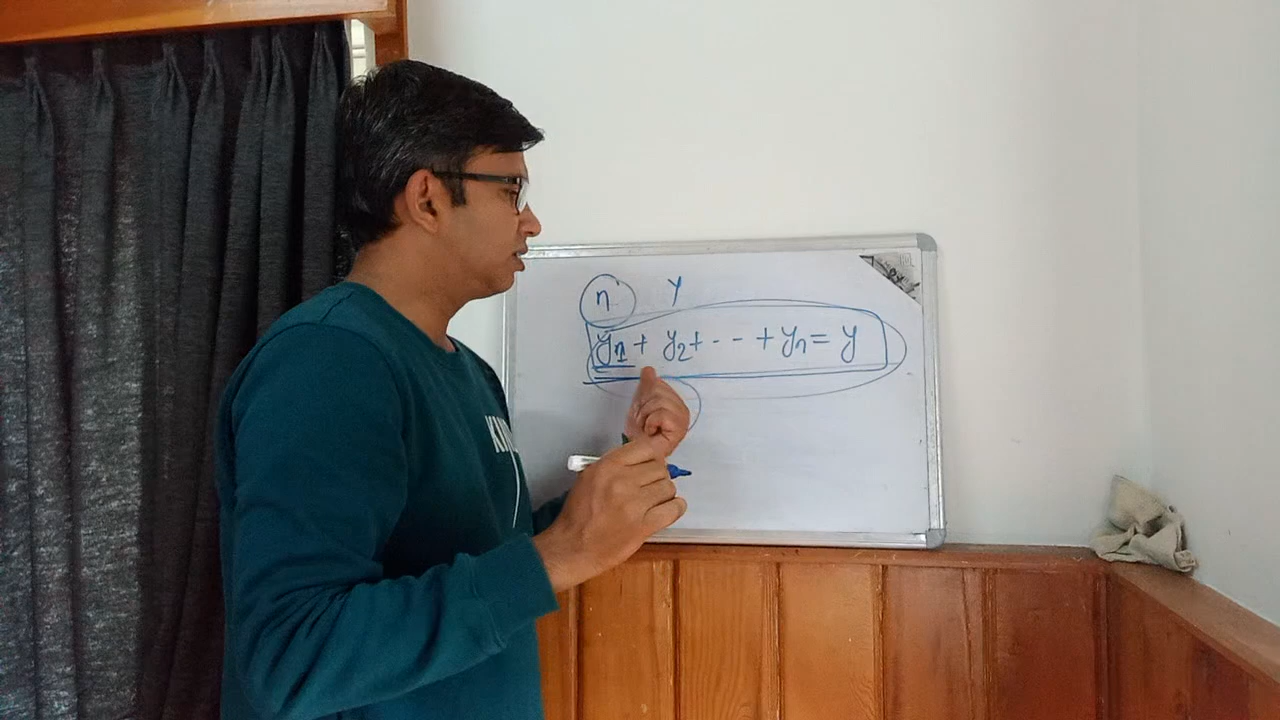 n y
y1 + y2 + - - + yn = y